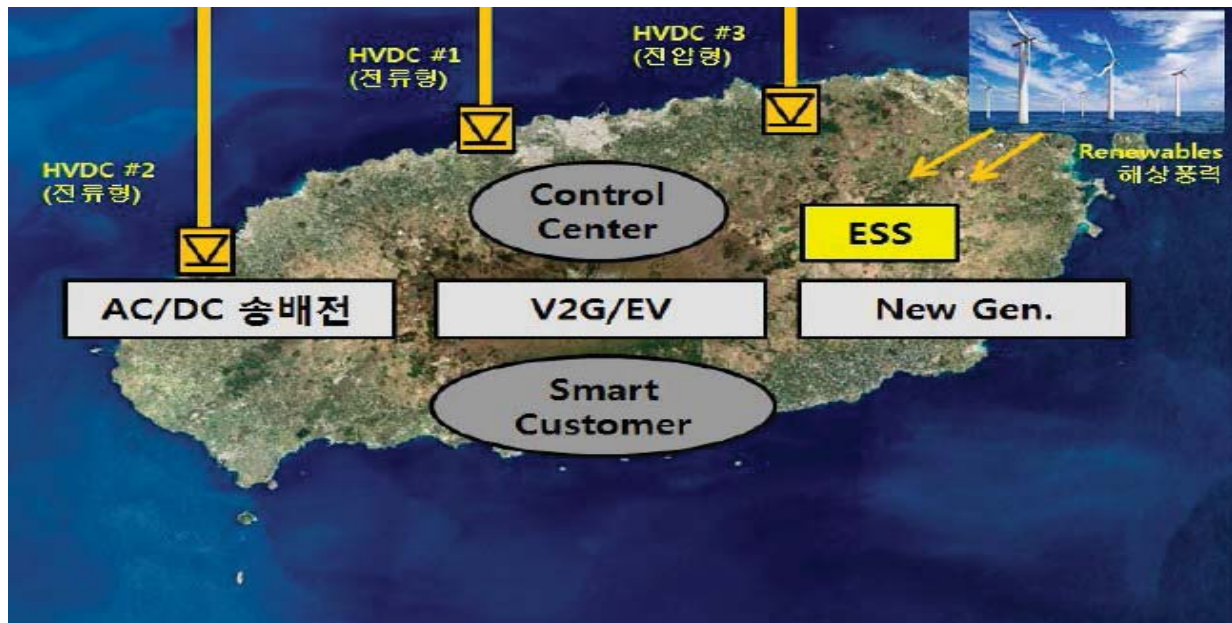 HVDC #1
(전류형)
HVDC #3
(전압형)
HVDC #2
(전류형)
Renewables
해상풍력
Control
Center
ESS
AC/DC 송배전
V2G/EV
New Gen.
Smart
Customer